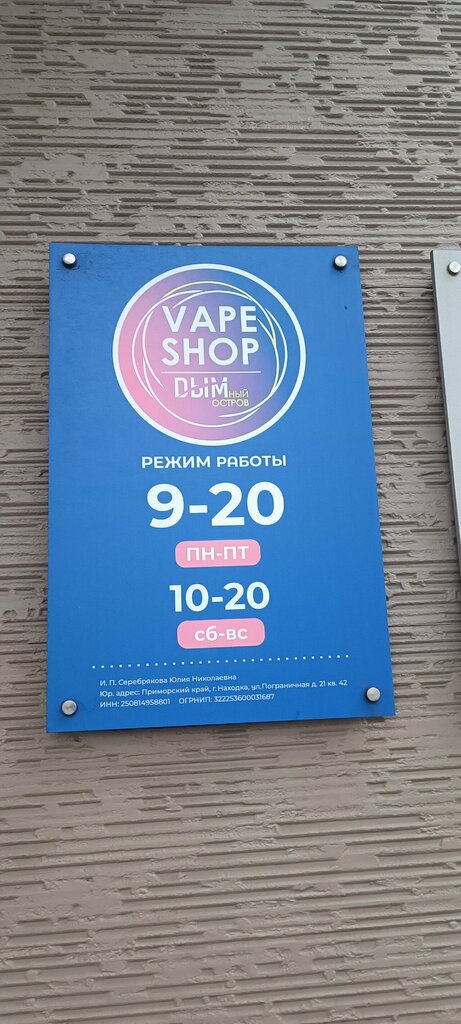 VAPE
SHOP
DЫМНЫЙ
ОСТРОВ
РЕЖИМ РАБОТЫ
9-20
ПН-ПТ
10-20
сб-вс
И. П. Серебрякова Юлия Николаевна
Юр. адрес: Приморский край, г.Находка, ул.Пограничная д. 21 кв. 42
ИНН: 250814958801 ОГРНИП: 322253600031687